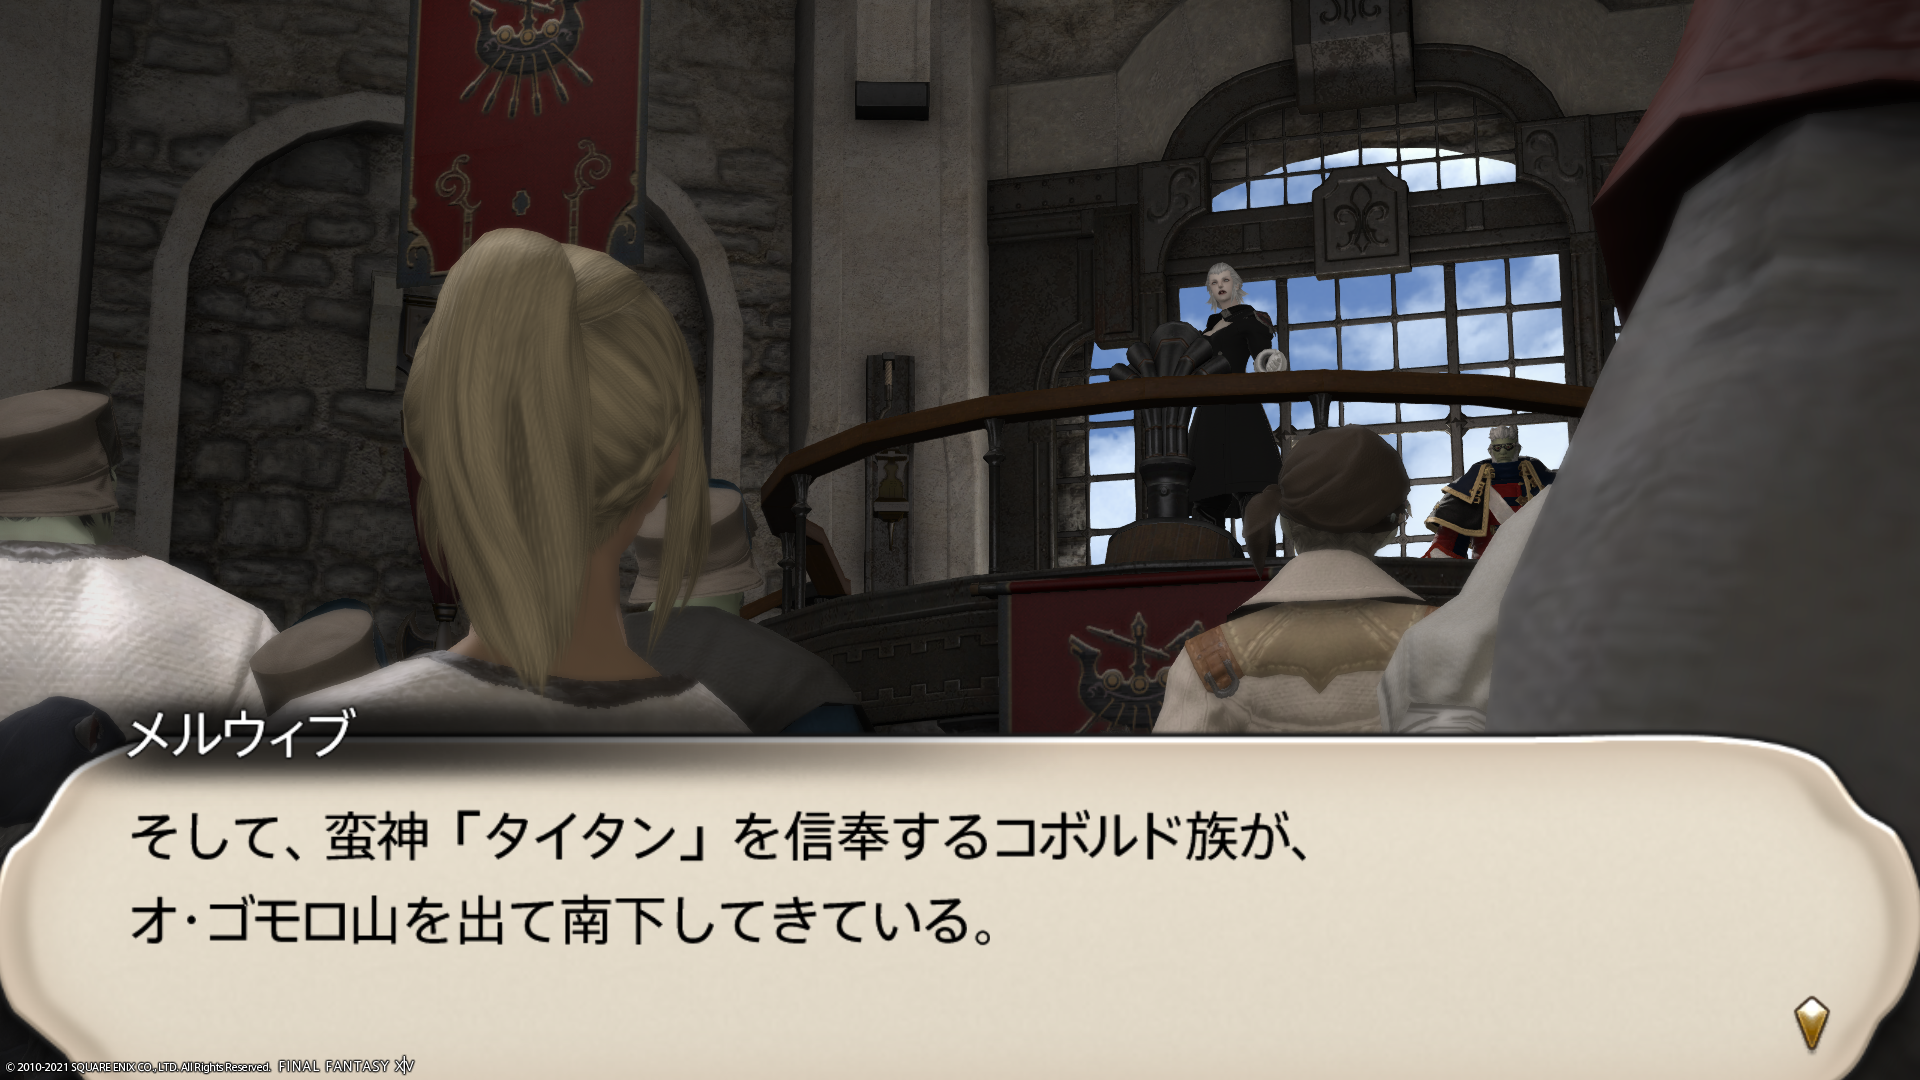 メルウィブ
そして、蛮神「タイタン」を信奉するコボルド族が、
オ・ゴモロ山を出て南下してきている。
© 2010-2021 SQUARE ENIX CO., LTD. All Rights Reserved. FINAL FANTASY XIV